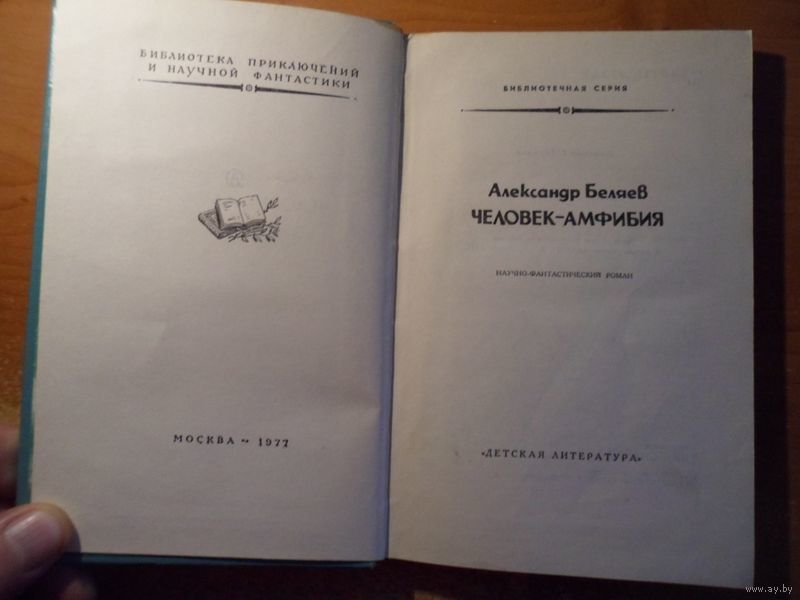 БИБЛИОТЕКА ПРИКЛЮЧЕНИЙ
И НАУЧНОЙ ФАНТАСТИКИ
МОСКВА ~ 1977
БИБЛИОТЕЧНАЯ СЕРИЯ
Александр Беляев
ЧЕЛОВЕК-АМФИБИЯ
НАУЧНО-ФАНТАСТИЧЕСКИЙ РОМАН
«ДЕТСКАЯ ЛИТЕРАТУРА»
www.ay.by